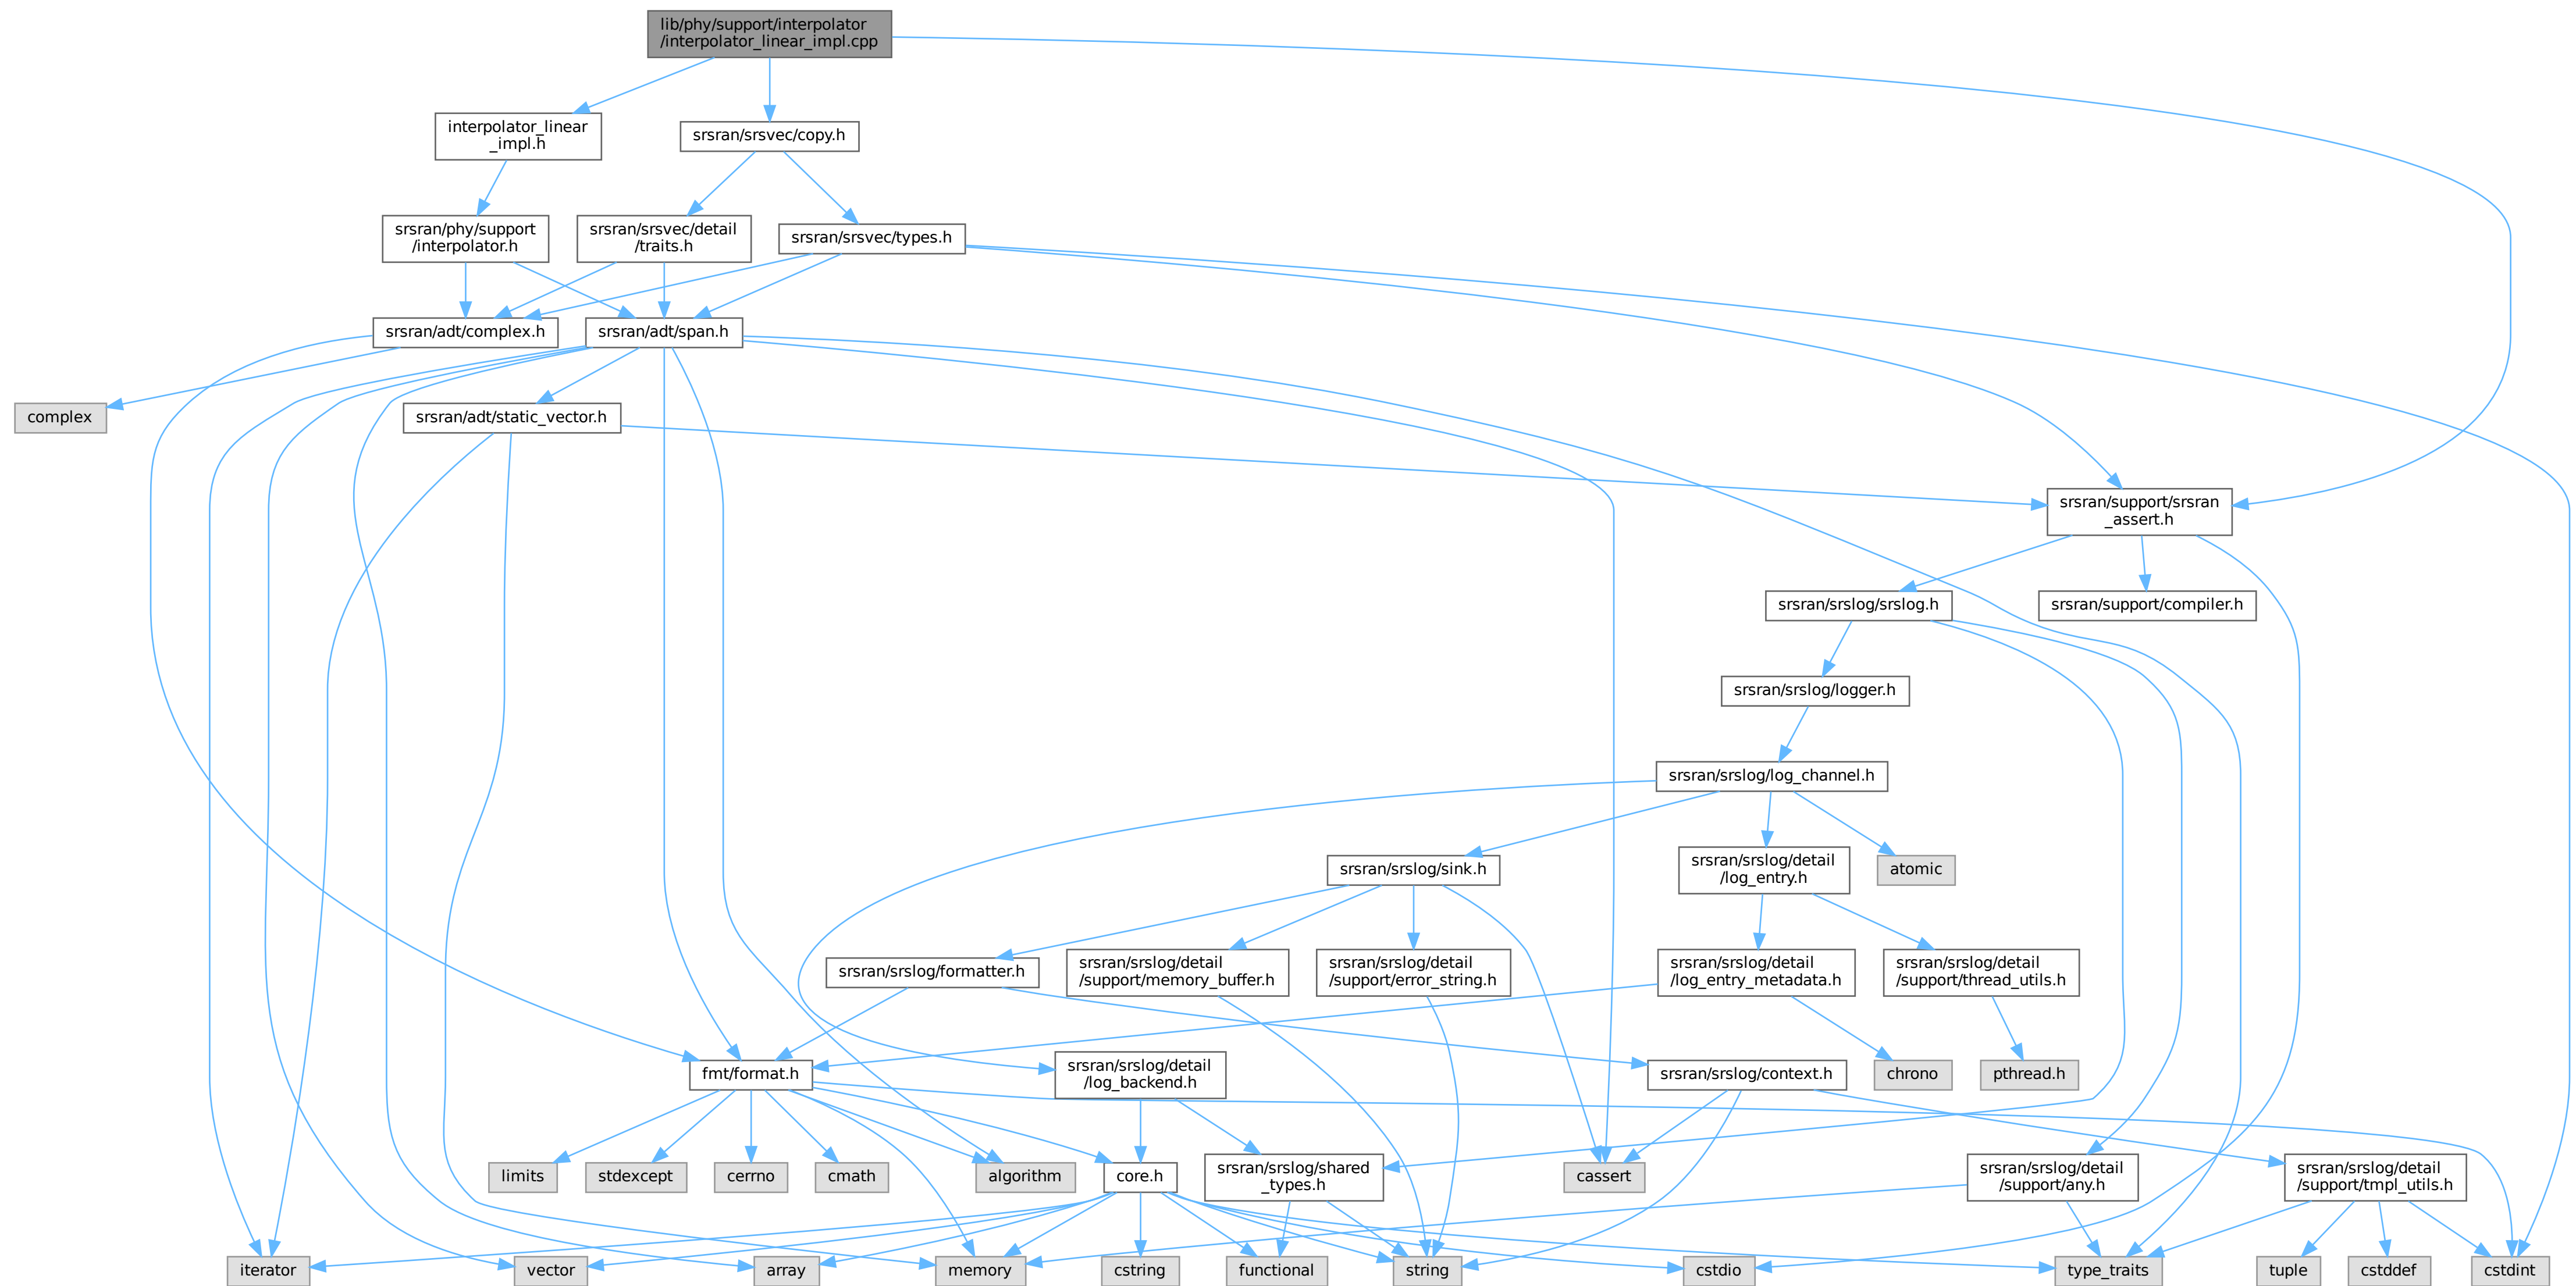 lib/phy/support/interpolator
/interpolator_linear_impl.cpp
interpolator_linear
_impl.h
srsran/srsvec/copy.h
srsran/phy/support
/interpolator.h
srsran/srsvec/detail
/traits.h
srsran/srsvec/types.h
srsran/adt/complex.h
srsran/adt/span.h
complex
srsran/adt/static_vector.h
srsran/support/srsran
_assert.h
srsran/srslog/srslog.h
srsran/support/compiler.h
srsran/srslog/logger.h
srsran/srslog/log_channel.h
srsran/srslog/sink.h
srsran/srslog/detail
/log_entry.h
atomic
srsran/srslog/formatter.h
srsran/srslog/detail
/support/memory_buffer.h
srsran/srslog/detail
/support/error_string.h
srsran/srslog/detail
/log_entry_metadata.h
srsran/srslog/detail
/support/thread_utils.h
fmt/format.h
srsran/srslog/detail
/log_backend.h
srsran/srslog/context.h
chrono
pthread.h
limits
stdexcept
cerrno
cmath
algorithm
core.h
srsran/srslog/shared
_types.h
cassert
srsran/srslog/detail
/support/any.h
srsran/srslog/detail
/support/tmpl_utils.h
iterator
vector
array
memory
cstring
functional
string
cstdio
type_traits
tuple
cstddef
cstdint